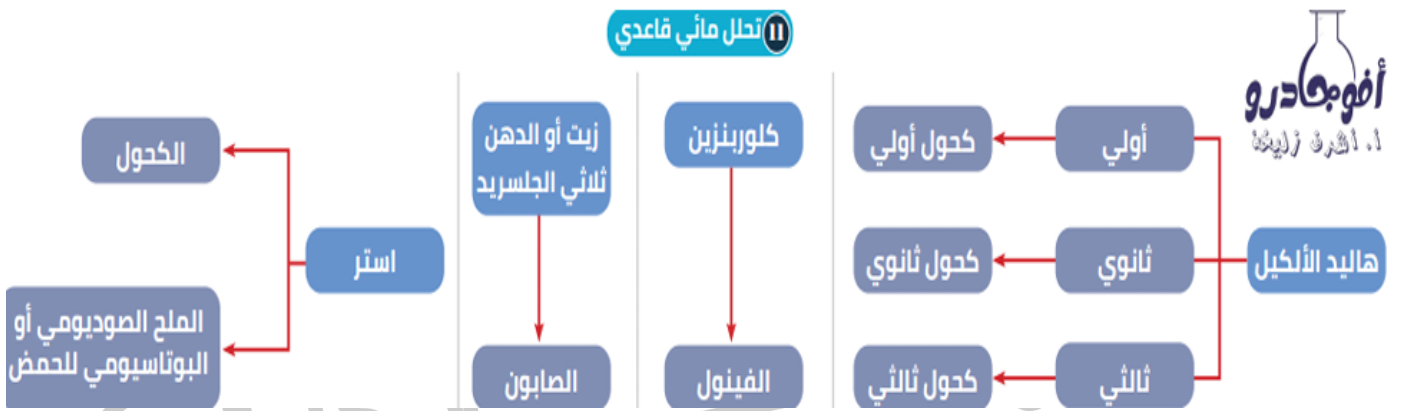 11 تحلل مائي قاعدي
أفوجادرو
أ. أشرف زليخة
هاليد الألكيل
أولي
كحول أولي
ثانوي
كحول ثانوي
ثالثي
كحول ثالثي
كلوربنزين
الفينول
زيت أو الدهن
ثلاثي الجلسريد
الصابون
استر
الكحول
الملح الصوديومي أو
البوتاسيومي للحمض